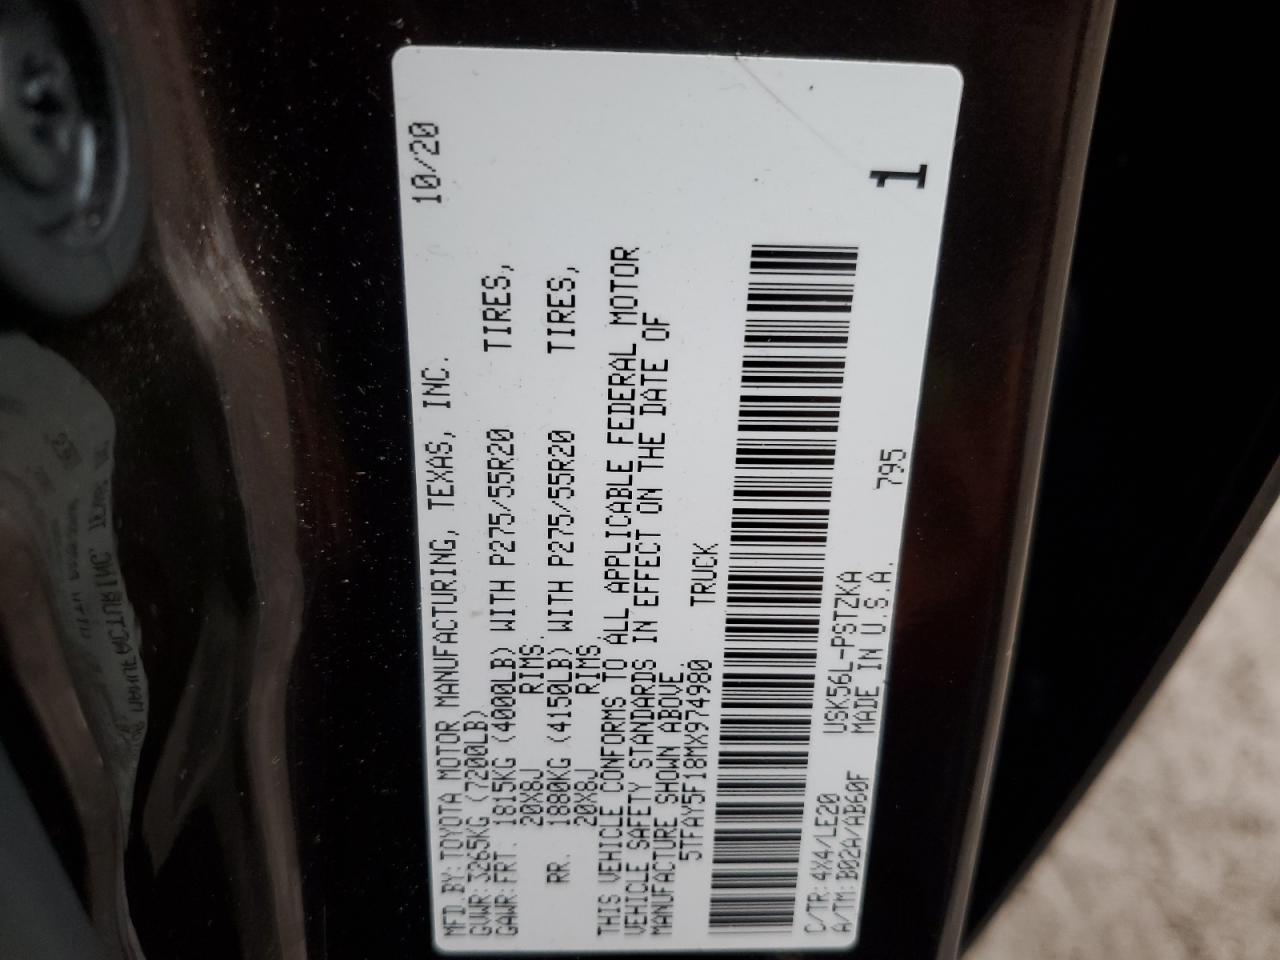 MFD.BY:TOYOTA MOTOR MANUFACTURING, TEXAS, INC. 10/20
GVWR:3265KG (7200LB)
GAWR:FRT. 1815KG (4000LB) WITH P275/55R20 TIRES,
20X8J RIMS.
RR. 1880KG (4150LB) WITH P275/55R20 TIRES,
20X8J RIMS.
THIS VEHICLE CONFORMS TO ALL APPLICABLE FEDERAL MOTOR
VEHICLE SAFETY STANDARDS IN EFFECT ON THE DATE OF
MANUFACTURE SHOWN ABOVE.
5TFAY5F18MX974980 TRUCK
C/TR:4X4/LE20 USK56L-PSTZKA 795 1
A/TM:B02A/AB60F MADE IN U.S.A.